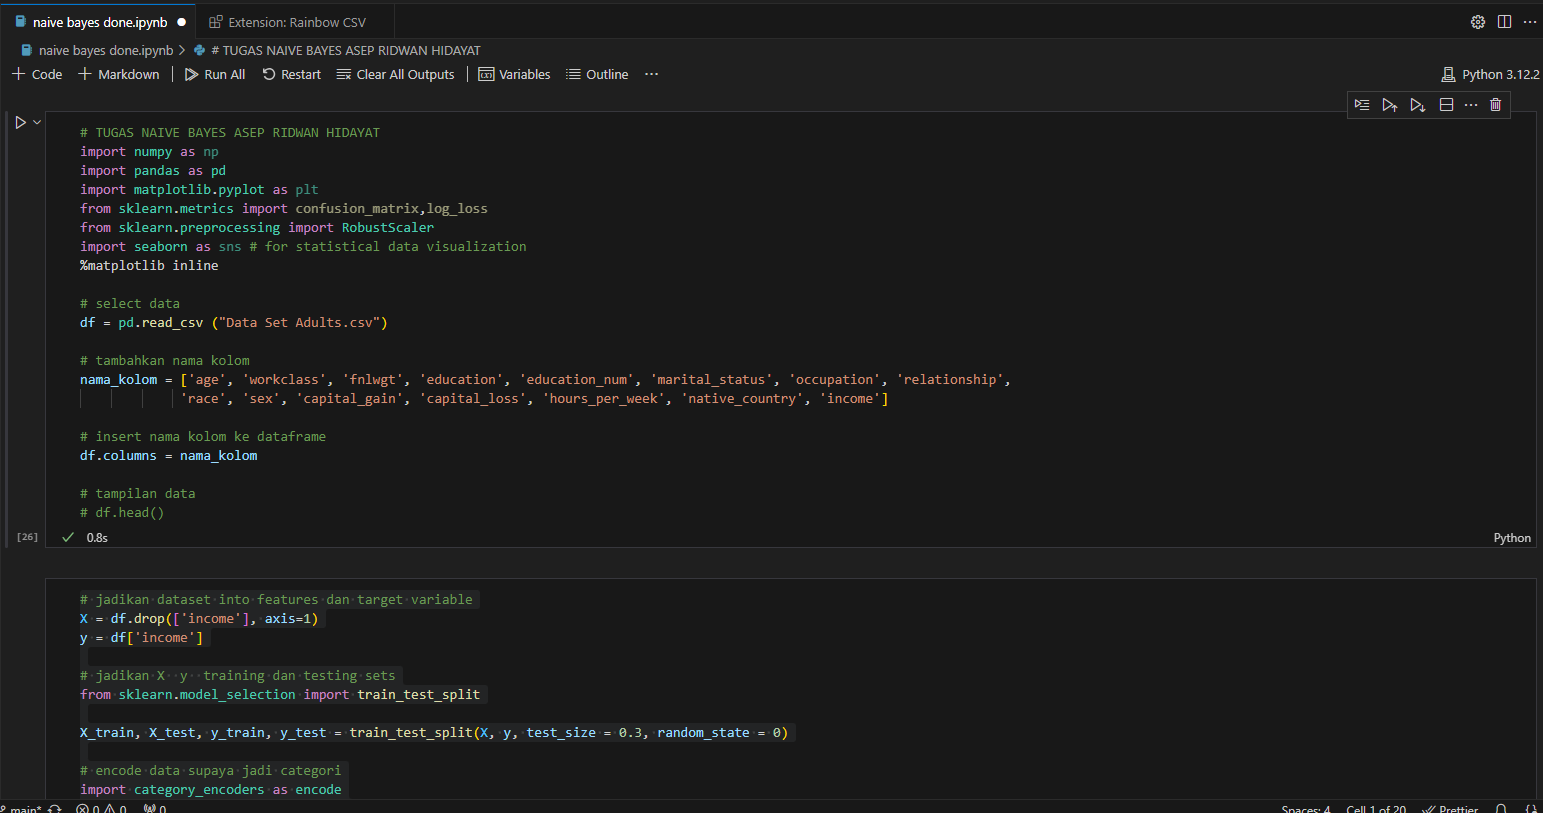 naive bayes done.ipynb
Extension: Rainbow CSV
naive bayes done.ipynb > # TUGAS NAIVE BAYES ASEP RIDWAN HIDAYAT
+ Code + Markdown Run All Restart Clear All Outputs Variables Outline ...
Python 3.12.2
# TUGAS NAIVE BAYES ASEP RIDWAN HIDAYAT
import numpy as np
import pandas as pd
import matplotlib.pyplot as plt
from sklearn.metrics import confusion_matrix,log_loss
from sklearn.preprocessing import RobustScaler
import seaborn as sns # for statistical data visualization
%matplotlib inline
# select data
df = pd.read_csv ("Data Set Adults.csv")
# tambahkan nama kolom
nama_kolom = ['age', 'workclass', 'fnlwgt', 'education', 'education_num', 'marital_status', 'occupation', 'relationship',
'race', 'sex', 'capital_gain', 'capital_loss', 'hours_per_week', 'native_country', 'income']
# insert nama kolom ke dataframe
df.columns = nama_kolom
# tampilan data
# df.head()
[26] 0.8s Python
# jadikan dataset into features dan target variable
X = df.drop(['income'], axis=1)
y = df['income']
# jadikan X  y  training dan testing sets
from sklearn.model_selection import train_test_split
X_train, X_test, y_train, y_test = train_test_split(X, y, test_size = 0.3, random_state = 0)
# encode data supaya jadi categori
import category_encoders as encode
main* 0 0 0 Spaces: 4 Cell 1 of 20 Prettier